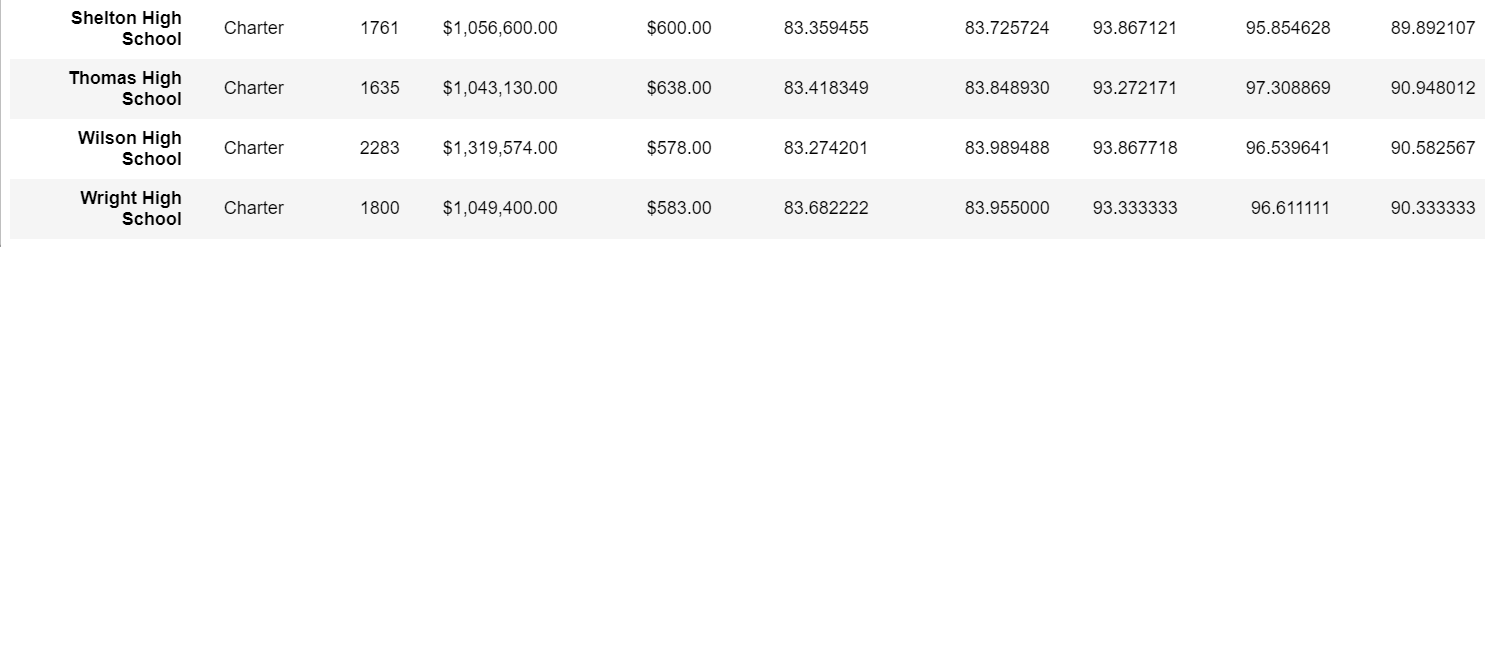 Shelton High
School Charter 1761 $1,056,600.00 $600.00 83.359455 83.725724 93.867121 95.854628 89.892107
Thomas High
School Charter 1635 $1,043,130.00 $638.00 83.418349 83.848930 93.272171 97.308869 90.948012
Wilson High
School Charter 2283 $1,319,574.00 $578.00 83.274201 83.989488 93.867718 96.539641 90.582567
Wright High
School Charter 1800 $1,049,400.00 $583.00 83.682222 83.955000 93.333333 96.611111 90.333333